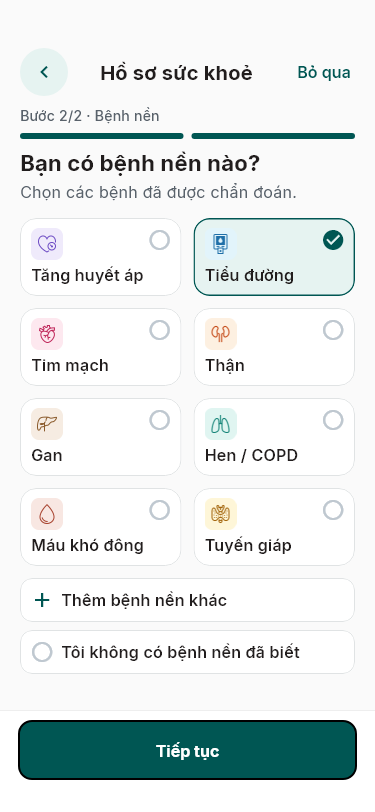 Hồ sơ sức khoẻ
Bỏ qua
Bước 2/2 · Bệnh nền
Bạn có bệnh nền nào?
Chọn các bệnh đã được chẩn đoán.
Tăng huyết áp
Tiểu đường
Tim mạch
Thận
Gan
Hen / COPD
Máu khó đông
Tuyến giáp
Thêm bệnh nền khác
Tôi không có bệnh nền đã biết
Tiếp tục